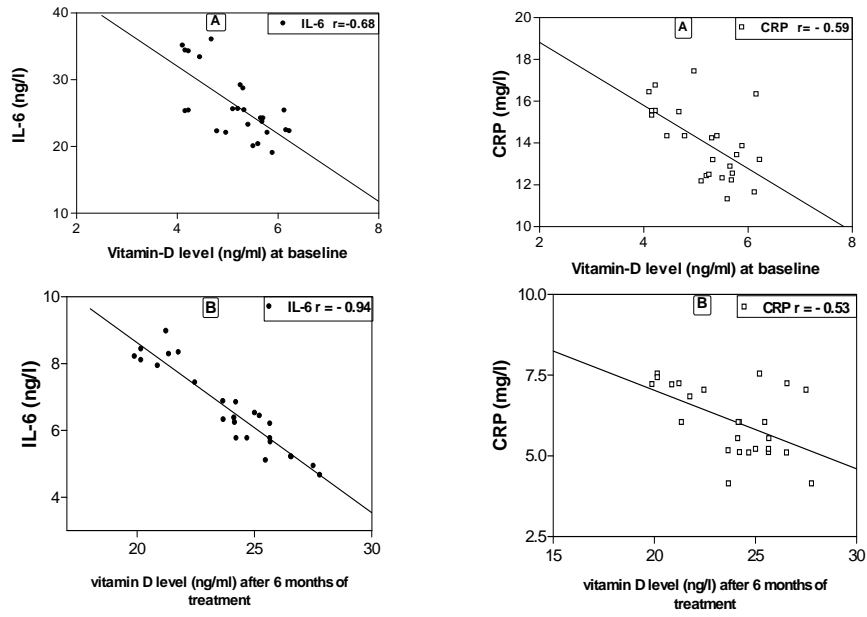 A
IL-6 r=-0.68
40
30
20
10
IL-6 (ng/l)
2 4 6 8
Vitamin-D level (ng/ml) at baseline
A
CRP r= - 0.59
20
18
16
14
12
10
CRP (mg/l)
2 4 6 8
Vitamin-D level (ng/ml) at baseline
B
IL-6 r = - 0.94
10
8
6
4
IL-6 (ng/l)
20 25 30
vitamin D level (ng/ml) after 6 months of
treatment
B
CRP r = - 0.53
10.0
7.5
5.0
2.5
CRP (mg/l)
15 20 25 30
vitamin D level (ng/l) after 6 months of
treatment